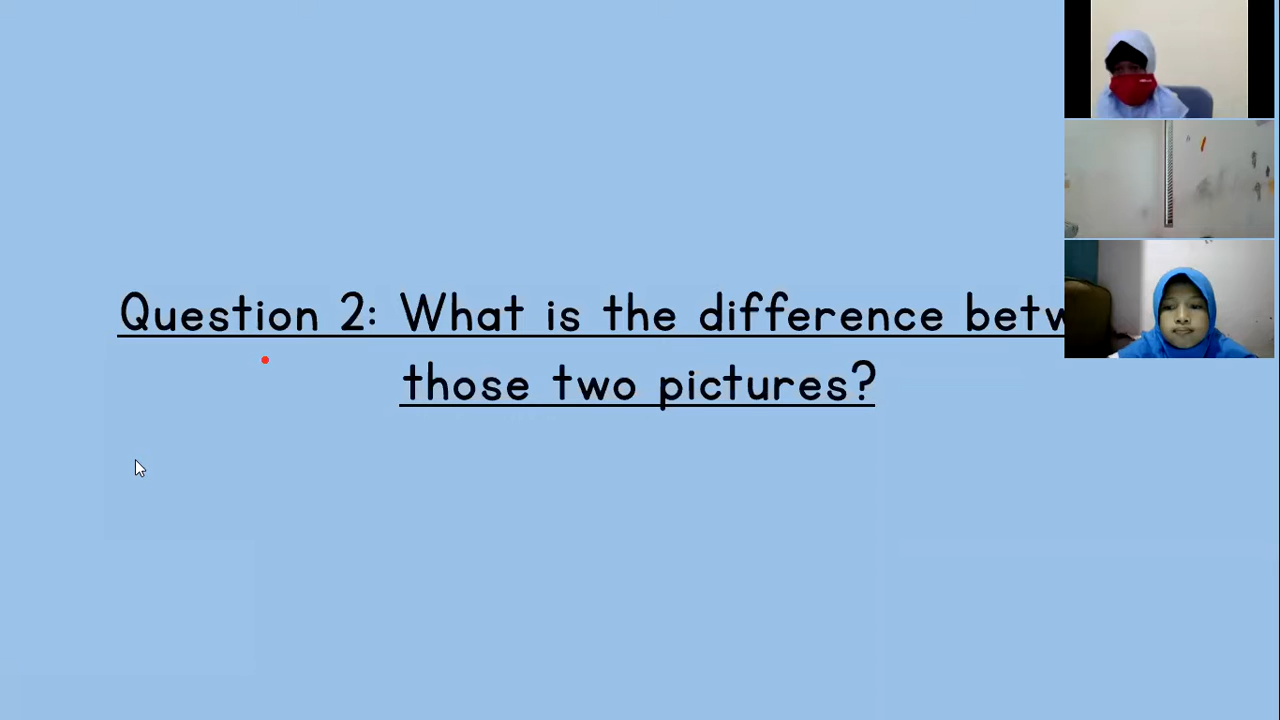 Question 2: What is the difference betw
those two pictures?